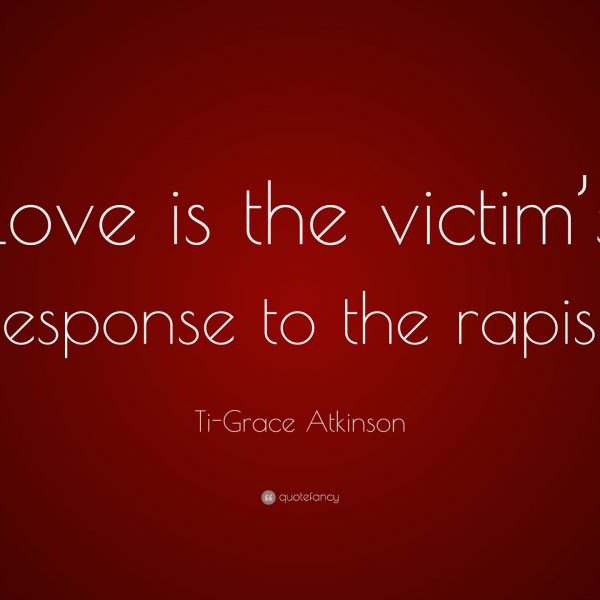 Love is the victim's
esponse to the rapis
Ti-Grace Atkinson
quotefancy